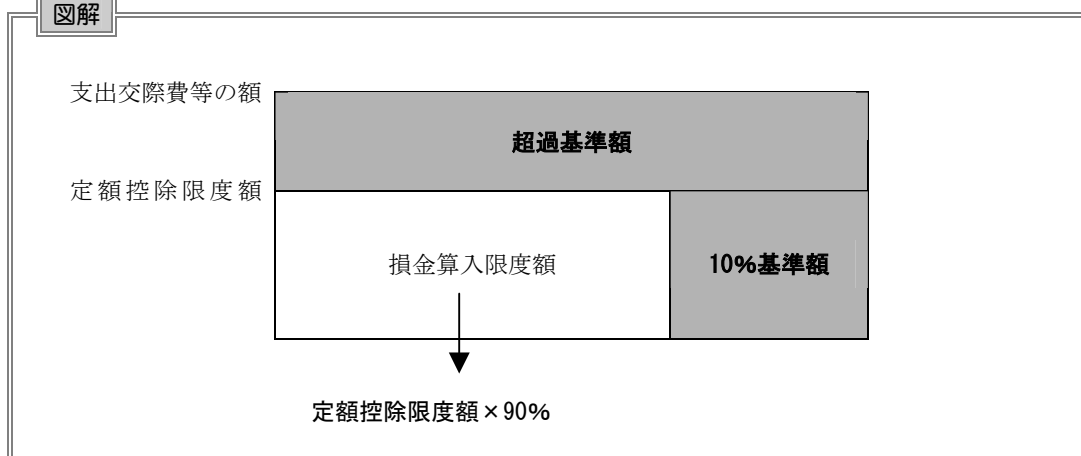 図解
支出交際費等の額
超過基準額
定額控除限度額
損金算入限度額
10%基準額
定額控除限度額×90%